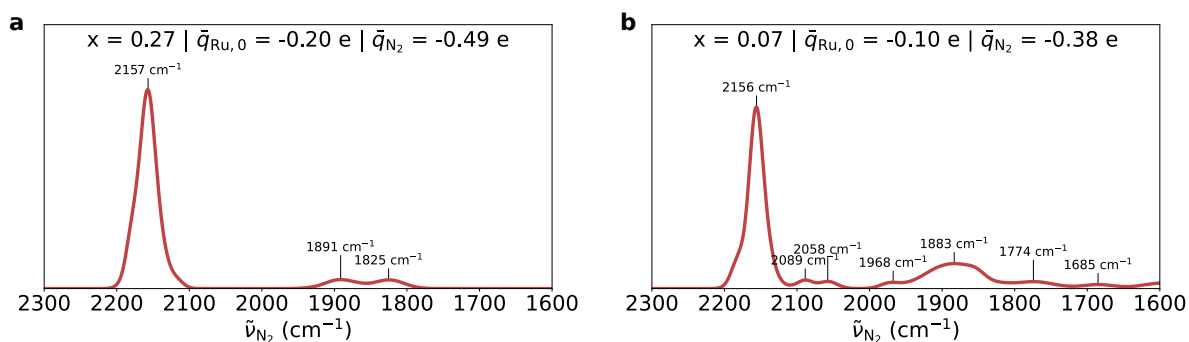 a
x = 0.27 | q̄Ru, 0 = -0.20 e | q̄N₂ = -0.49 e
2157 cm⁻¹
1891 cm⁻¹
1825 cm⁻¹
2300 2200 2100 2000 1900 1800 1700 1600
ν̃N₂ (cm⁻¹)
b
x = 0.07 | q̄Ru, 0 = -0.10 e | q̄N₂ = -0.38 e
2156 cm⁻¹
2089 cm⁻¹
2058 cm⁻¹
1968 cm⁻¹
1883 cm⁻¹
1774 cm⁻¹
1685 cm⁻¹
2300 2200 2100 2000 1900 1800 1700 1600
ν̃N₂ (cm⁻¹)